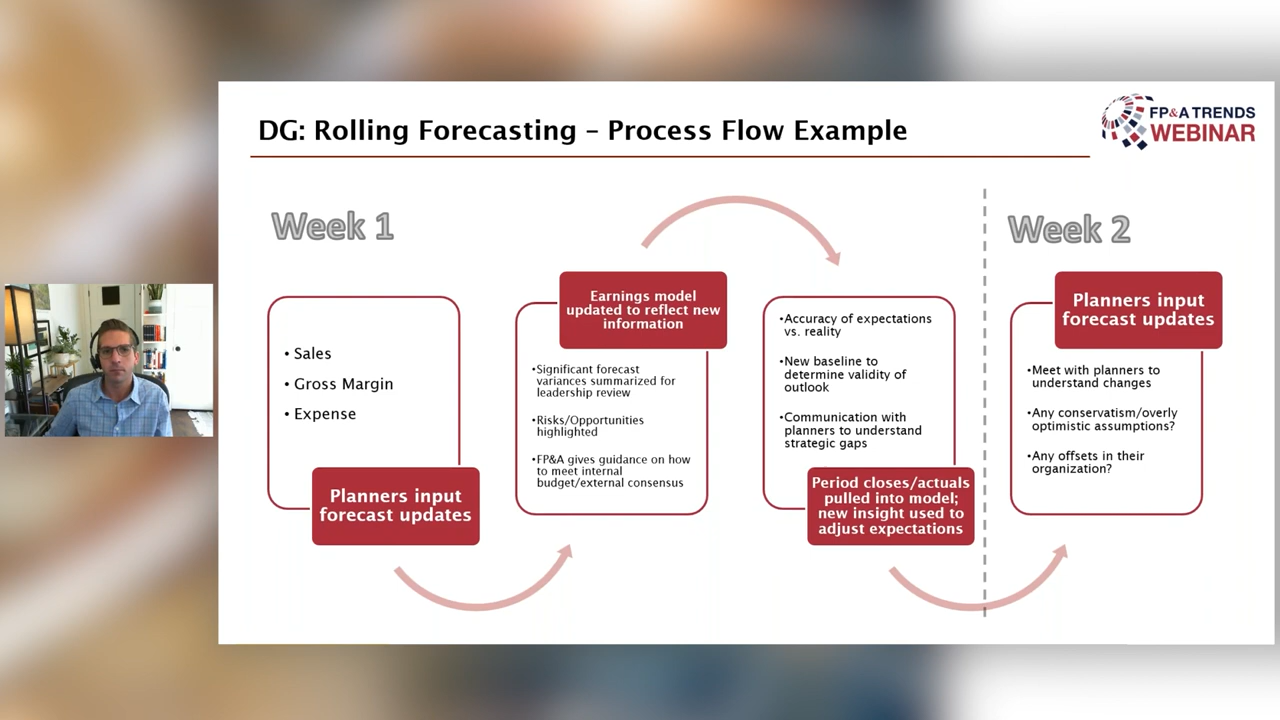 DG: Rolling Forecasting – Process Flow Example
FP&A TRENDS
WEBINAR
Week 1
• Sales
• Gross Margin
• Expense
Planners input
forecast updates
Earnings model
updated to reflect new
information
•Significant forecast
variances summarized for
leadership review
•Risks/Opportunities
highlighted
•FP&A gives guidance on how
to meet internal
budget/external consensus
•Accuracy of expectations
vs. reality
•New baseline to
determine validity of
outlook
•Communication with
planners to understand
strategic gaps
Period closes/actuals
pulled into model;
new insight used to
adjust expectations
Week 2
Planners input
forecast updates
•Meet with planners to
understand changes
•Any conservatism/overly
optimistic assumptions?
•Any offsets in their
organization?